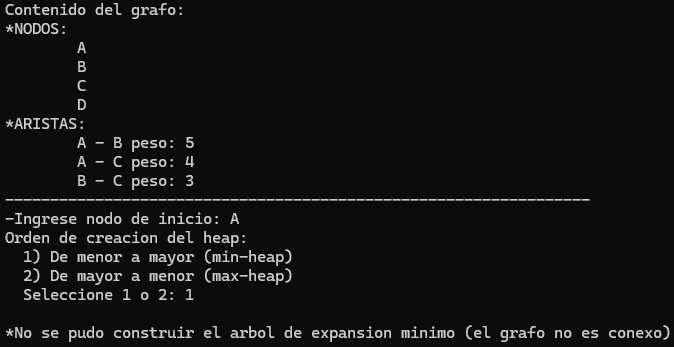 Contenido del grafo:
*NODOS:
A
B
C
D
*ARISTAS:
A - B peso: 5
A - C peso: 4
B - C peso: 3
-----------------------------------------------------------------
-Ingrese nodo de inicio: A
Orden de creacion del heap:
1) De menor a mayor (min-heap)
2) De mayor a menor (max-heap)
Seleccione 1 o 2: 1
*No se pudo construir el arbol de expansion minimo (el grafo no es conexo)